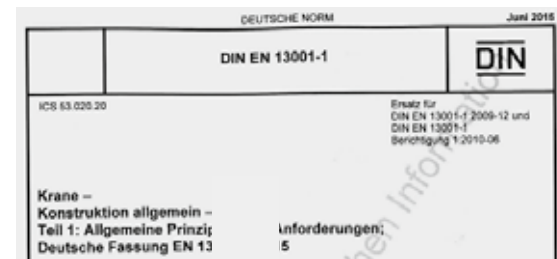 DEUTSCHE NORM
Juni 2015
DIN EN 13001-1
DIN
ICS 53.020.20
Ersatz für
DIN EN 13001-1:2009-12 und
DIN EN 13001-1
Berichtigung 1:2010-06
Krane –
Konstruktion allgemein –
Teil 1: Allgemeine
Deutsche Fassung EN